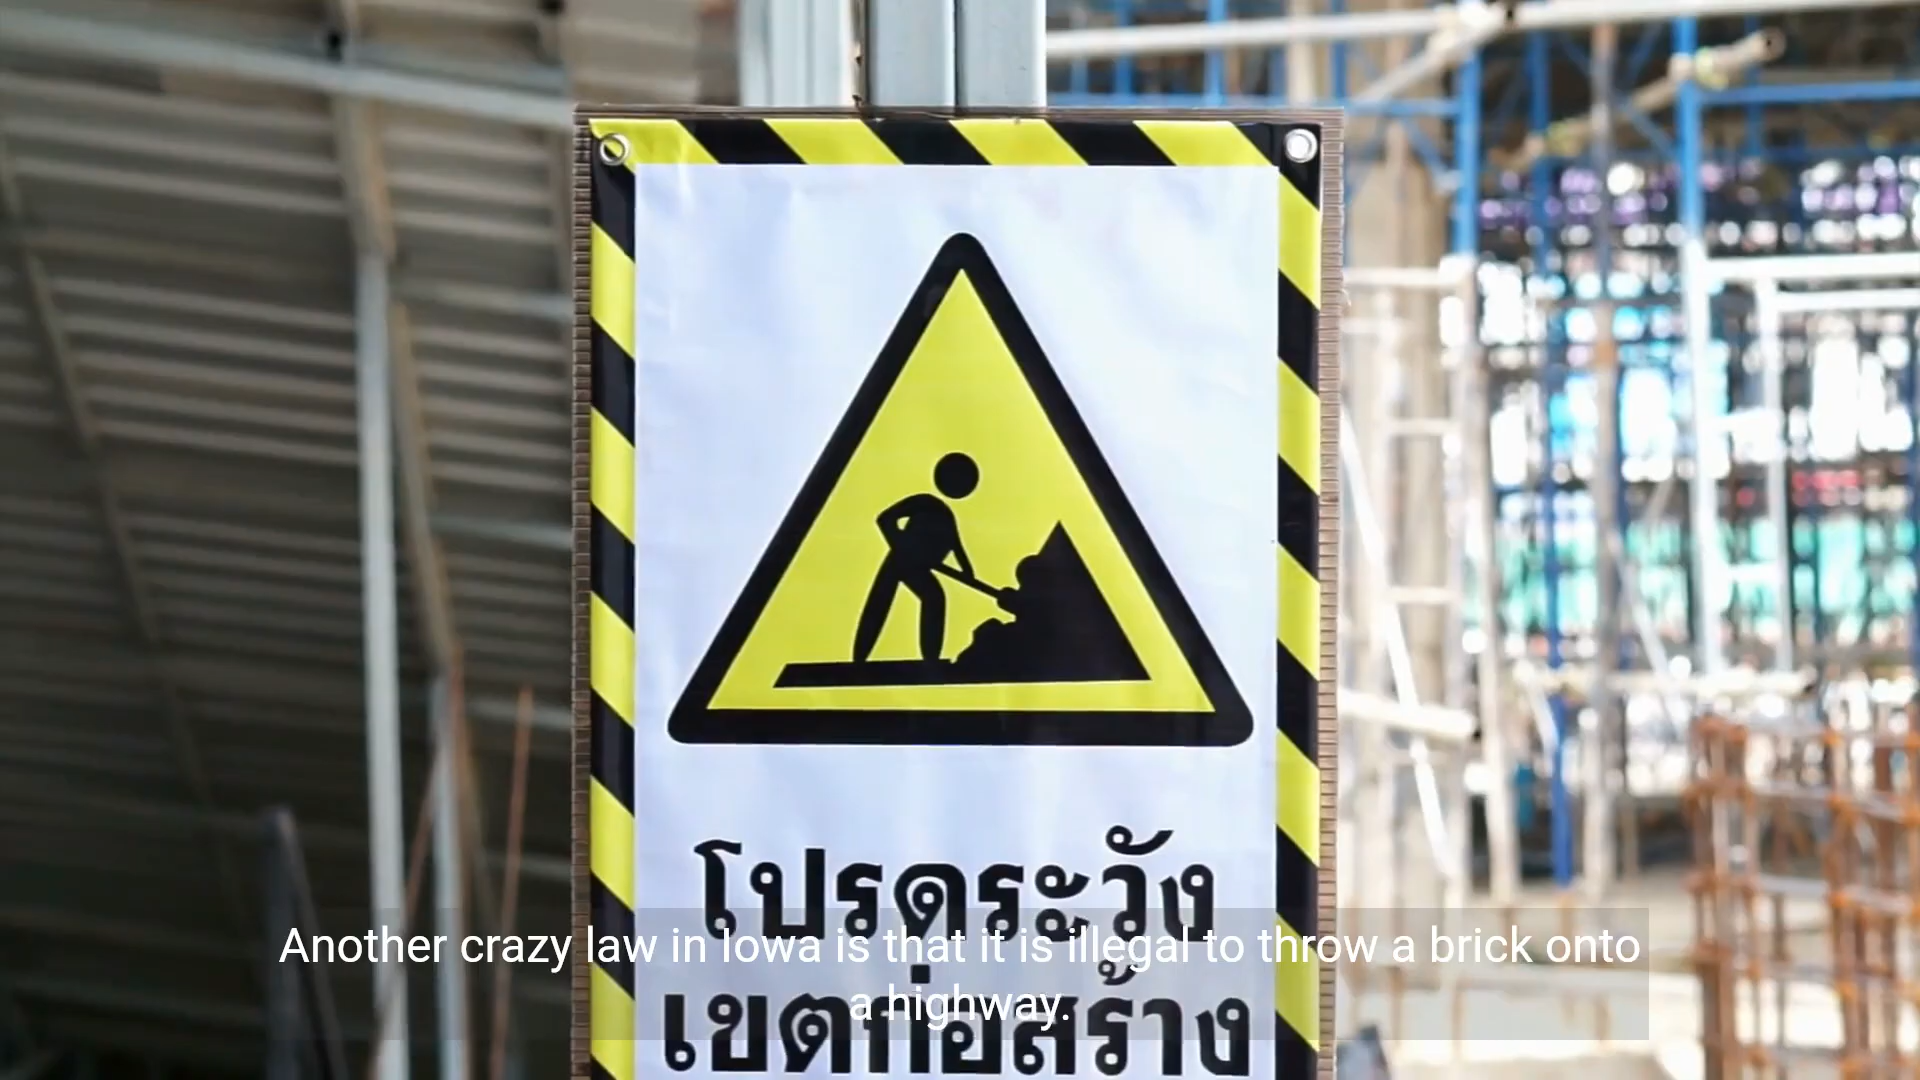 โปรดระวัง
Another crazy law in Iowa is that it is illegal to throw a brick onto
เขตก่อสร้าง
a highway.